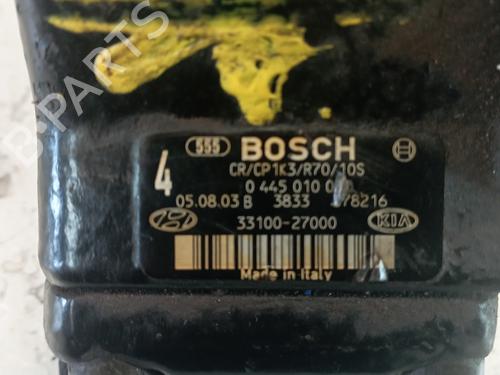 555 BOSCH
4 CR/CP1K3/R70/10S
0 445 010
05.08.03 B 3833 78216
33100-27000
KIA
Made in Italy